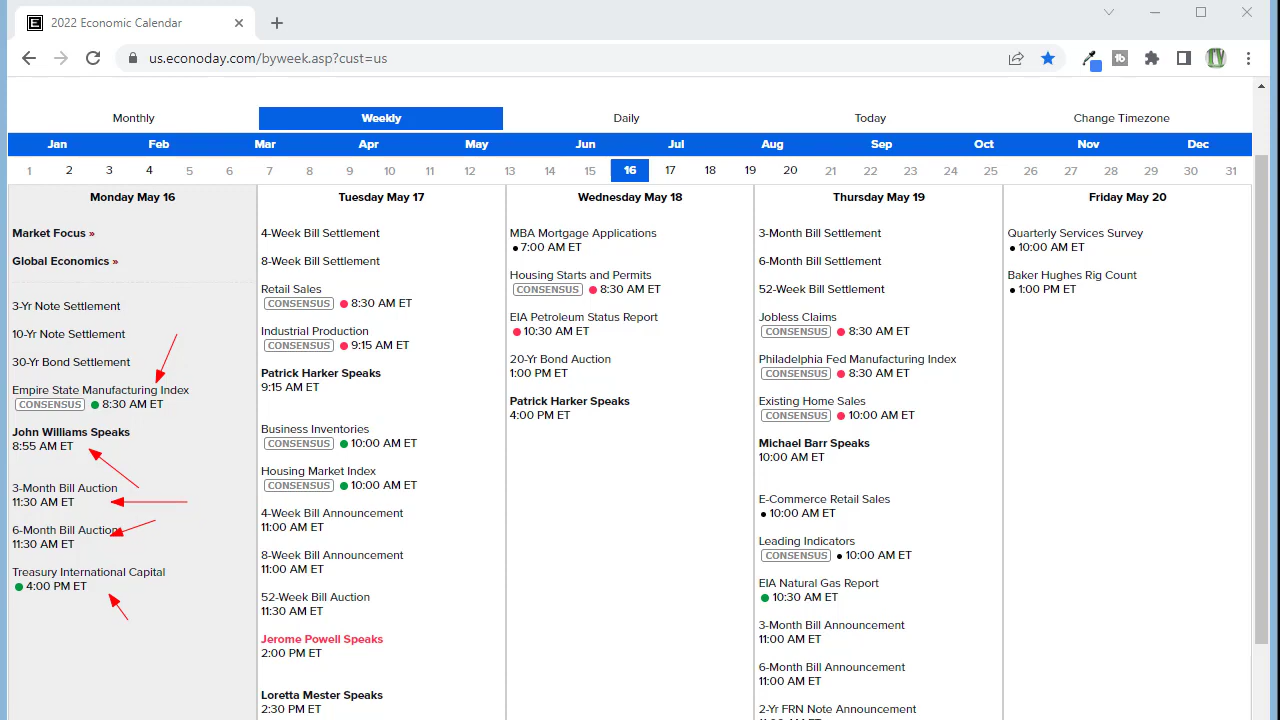 2022 Economic Calendar
us.econoday.com/byweek.asp?cust=us
Monthly Weekly Daily Today Change Timezone
Jan Feb Mar Apr May Jun Jul Aug Sep Oct Nov Dec
1 2 3 4 5 6 7 8 9 10 11 12 13 14 15 16 17 18 19 20 21 22 23 24 25 26 27 28 29 30 31
Monday May 16
Market Focus »
Global Economics »
3-Yr Note Settlement
10-Yr Note Settlement
30-Yr Bond Settlement
Empire State Manufacturing Index
CONSENSUS 8:30 AM ET
John Williams Speaks
8:55 AM ET
3-Month Bill Auction
11:30 AM ET
6-Month Bill Auction
11:30 AM ET
Treasury International Capital
4:00 PM ET
Tuesday May 17
4-Week Bill Settlement
8-Week Bill Settlement
Retail Sales
CONSENSUS 8:30 AM ET
Industrial Production
CONSENSUS 9:15 AM ET
Patrick Harker Speaks
9:15 AM ET
Business Inventories
CONSENSUS 10:00 AM ET
Housing Market Index
CONSENSUS 10:00 AM ET
4-Week Bill Announcement
11:00 AM ET
8-Week Bill Announcement
11:00 AM ET
52-Week Bill Auction
11:30 AM ET
Jerome Powell Speaks
2:00 PM ET
Loretta Mester Speaks
2:30 PM ET
Wednesday May 18
MBA Mortgage Applications
7:00 AM ET
Housing Starts and Permits
CONSENSUS 8:30 AM ET
EIA Petroleum Status Report
10:30 AM ET
20-Yr Bond Auction
1:00 PM ET
Patrick Harker Speaks
4:00 PM ET
Thursday May 19
3-Month Bill Settlement
6-Month Bill Settlement
52-Week Bill Settlement
Jobless Claims
CONSENSUS 8:30 AM ET
Philadelphia Fed Manufacturing Index
CONSENSUS 8:30 AM ET
Existing Home Sales
CONSENSUS 10:00 AM ET
Michael Barr Speaks
10:00 AM ET
E-Commerce Retail Sales
10:00 AM ET
Leading Indicators
CONSENSUS 10:00 AM ET
EIA Natural Gas Report
10:30 AM ET
3-Month Bill Announcement
11:00 AM ET
6-Month Bill Announcement
11:00 AM ET
2-Yr FRN Note Announcement
Friday May 20
Quarterly Services Survey
10:00 AM ET
Baker Hughes Rig Count
1:00 PM ET